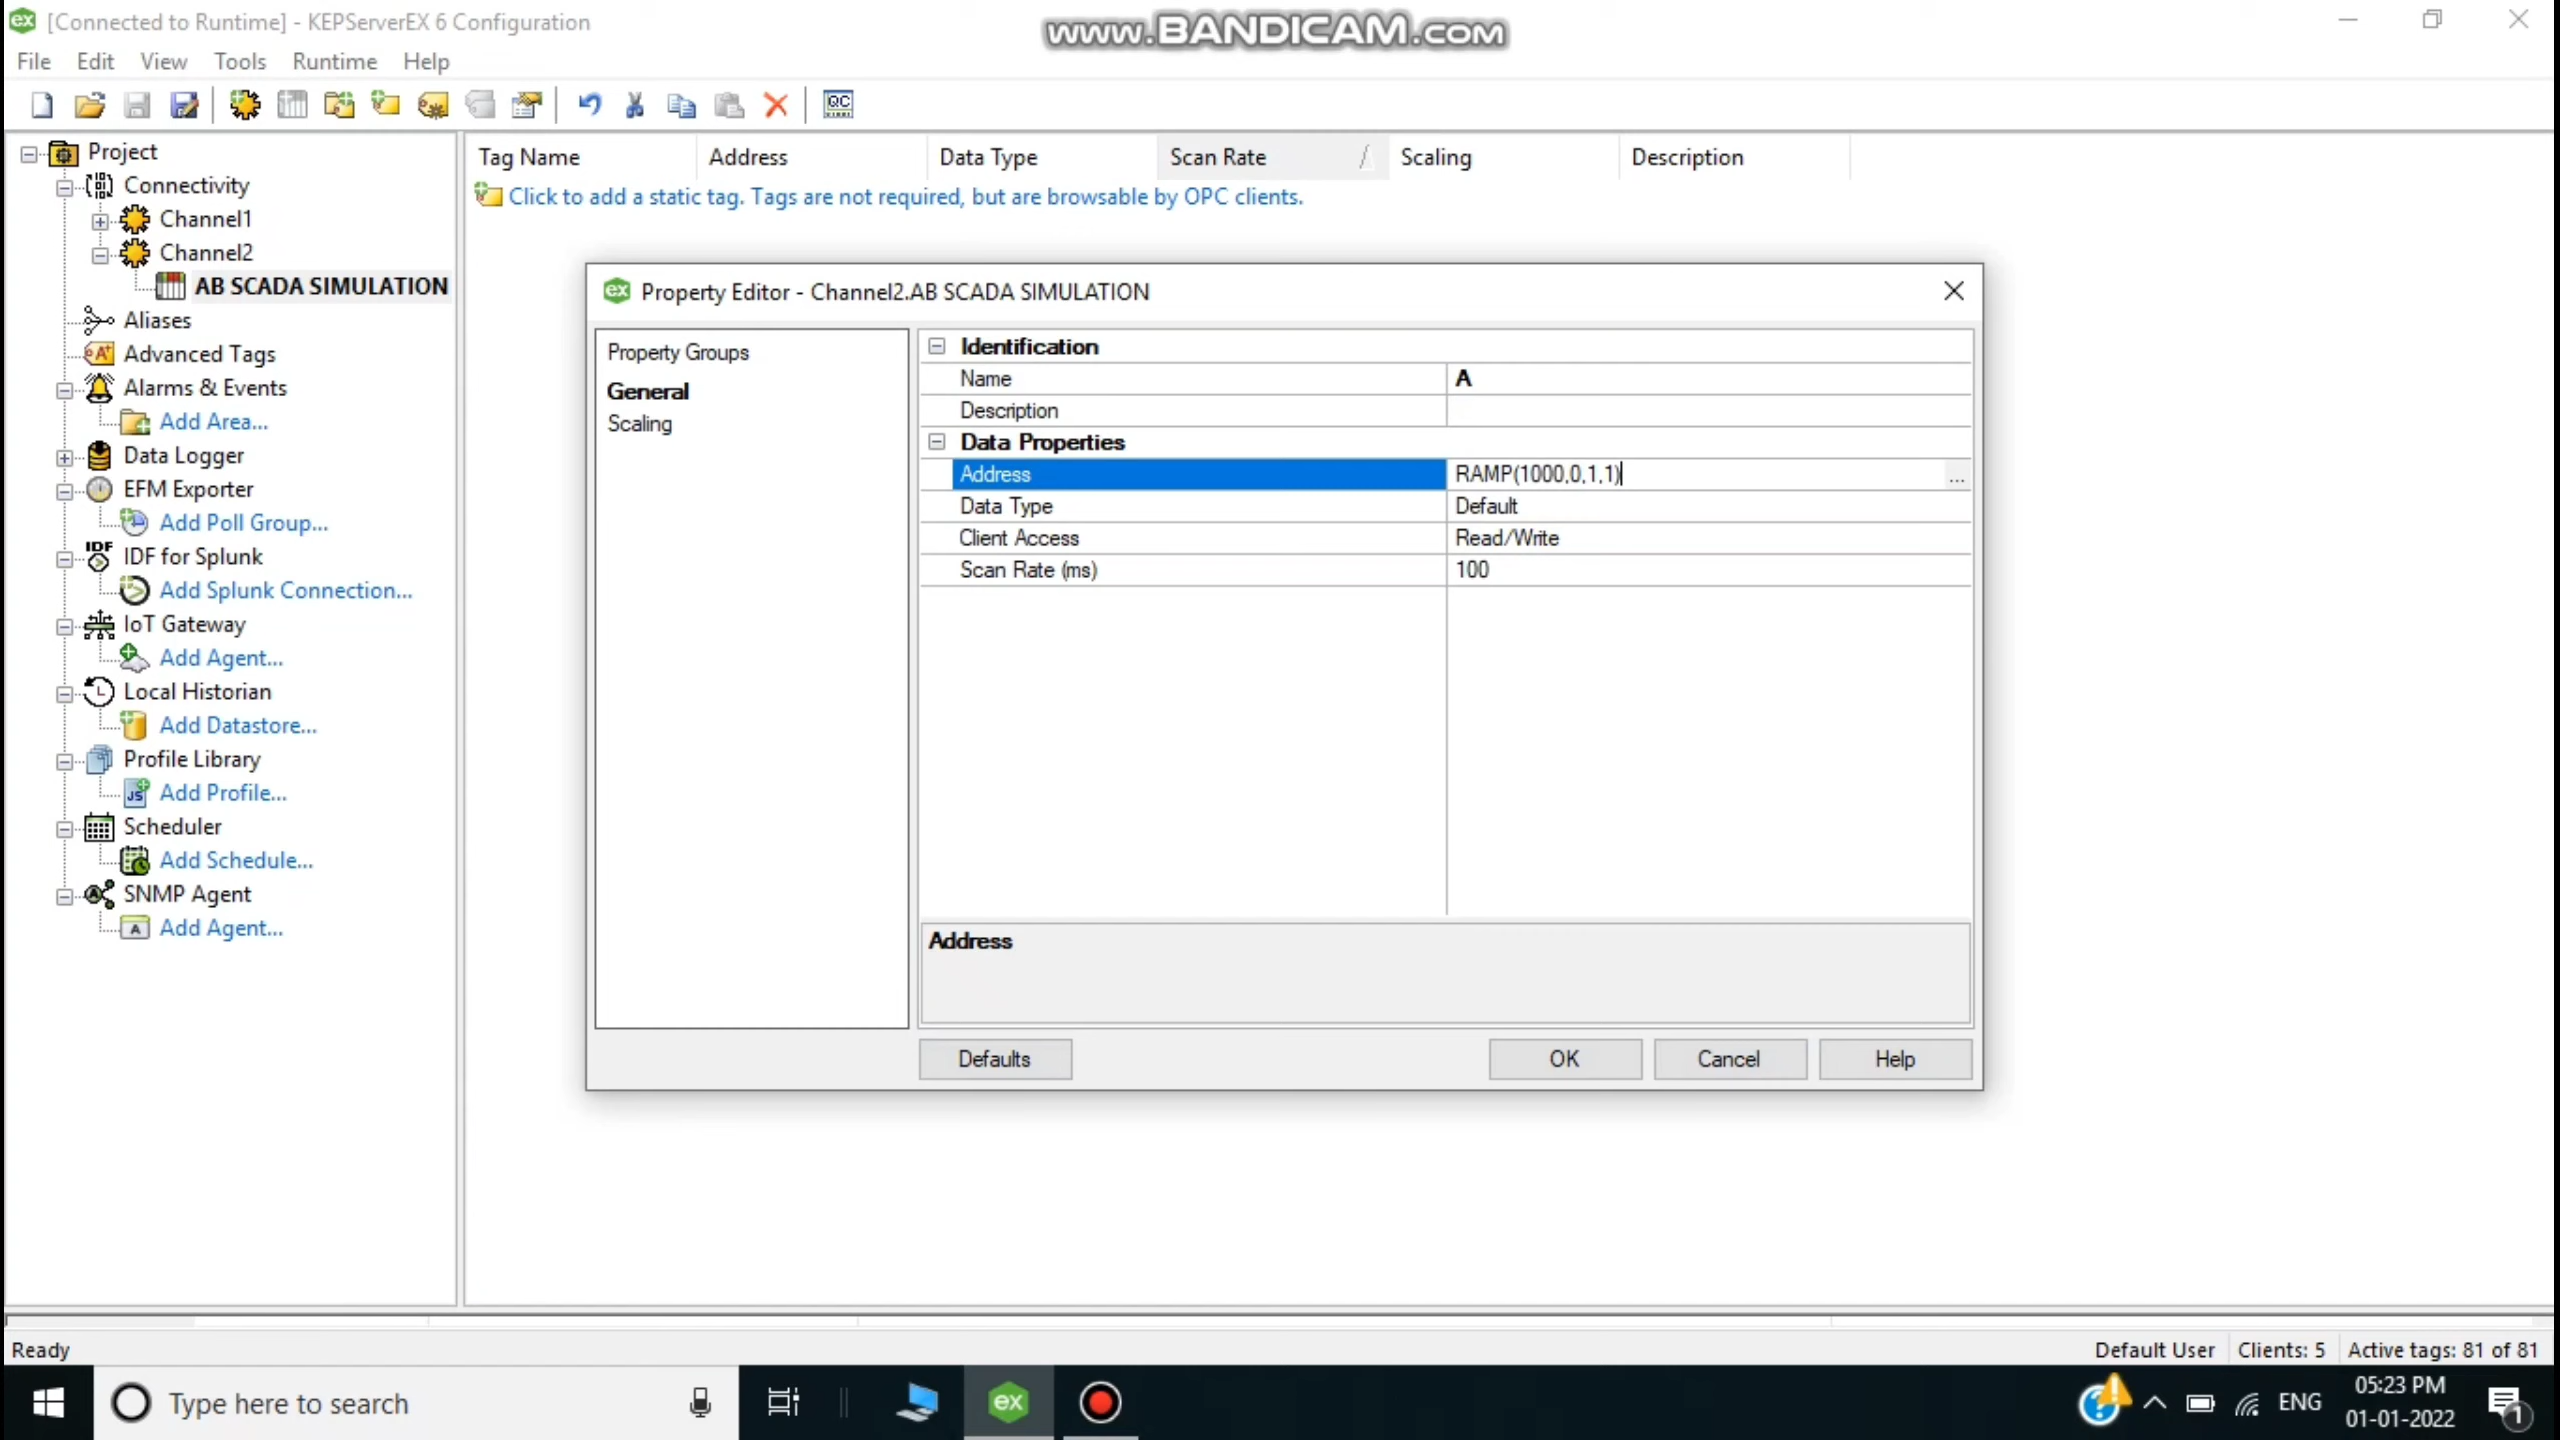 [Connected to Runtime] - KEPServerEX 6 Configuration
www.BANDICAM.com
File Edit View Tools Runtime Help
QC
Project
Connectivity
Channel1
Channel2
AB SCADA SIMULATION
Aliases
Advanced Tags
Alarms & Events
Add Area...
Data Logger
EFM Exporter
Add Poll Group...
IDF for Splunk
Add Splunk Connection...
IoT Gateway
Add Agent...
Local Historian
Add Datastore...
Profile Library
Add Profile...
Scheduler
Add Schedule...
SNMP Agent
Add Agent...
Tag Name Address Data Type Scan Rate Scaling Description
Click to add a static tag. Tags are not required, but are browsable by OPC clients.
Property Editor - Channel2.AB SCADA SIMULATION
Property Groups
General
Scaling
Identification
Name A
Description
Data Properties
Address RAMP(1000,0,1,1) ...
Data Type Default
Client Access Read/Write
Scan Rate (ms) 100
Address
Defaults OK Cancel Help
Ready Default User Clients: 5 Active tags: 81 of 81
Type here to search
ex
ENG
05:23 PM
01-01-2022
1